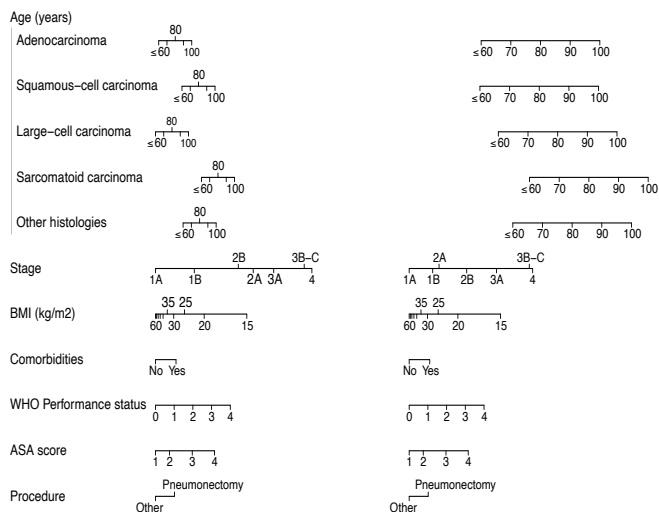 Age (years)
80
Adenocarcinoma
≤60 100 ≤60 70 80 90 100
80
Squamous−cell carcinoma
≤60 100 ≤60 70 80 90 100
80
Large−cell carcinoma
≤60 100 ≤60 70 80 90 100
80
Sarcomatoid carcinoma
≤60 100 ≤60 70 80 90 100
80
Other histologies
≤60 100 ≤60 70 80 90 100
2B 3B−C 2A 3B−C
Stage
1A 1B 2A 3A 4 1A 1B 2B 3A 4
35 25 35 25
BMI (kg/m2)
60 30 20 15 60 30 20 15
Comorbidities
No Yes No Yes
WHO Performance status
0 1 2 3 4 0 1 2 3 4
ASA score
1 2 3 4 1 2 3 4
Pneumonectomy Pneumonectomy
Procedure
Other Other